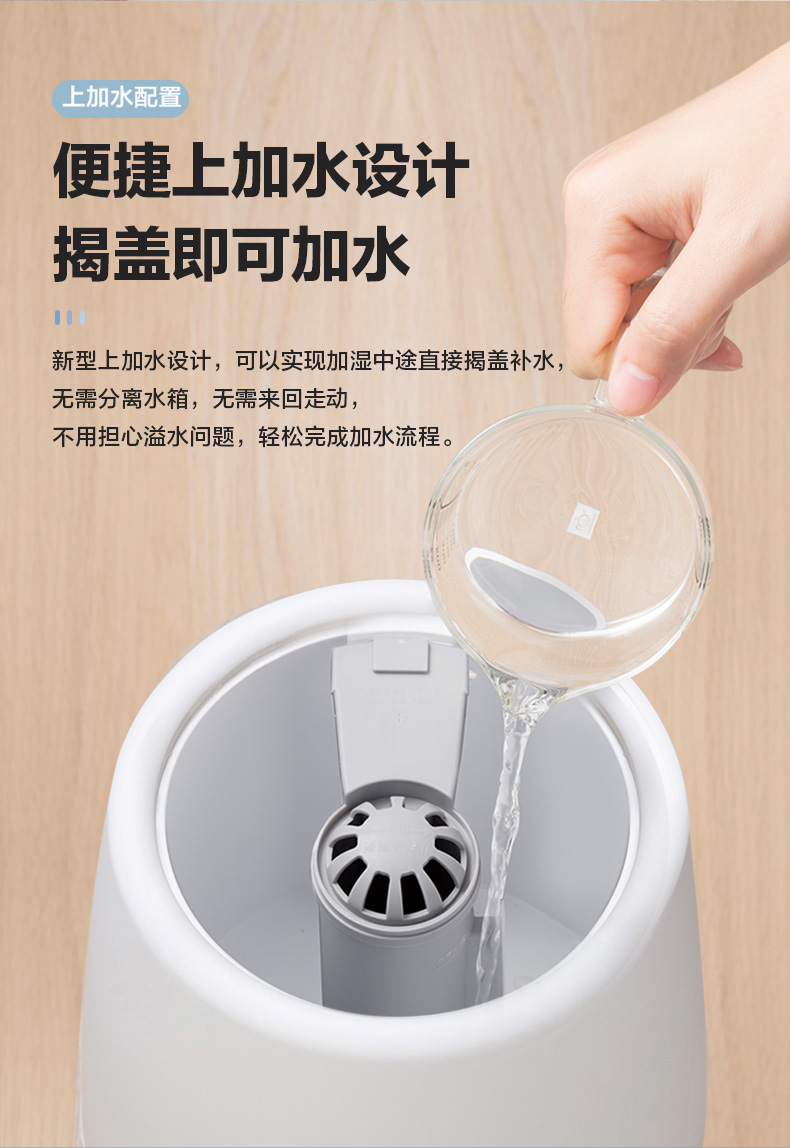 上加水配置
便捷上加水设计
揭盖即可加水
新型上加水设计，可以实现加湿中途直接揭盖补水，
无需分离水箱，无需来回走动，
不用担心溢水问题，轻松完成加水流程。